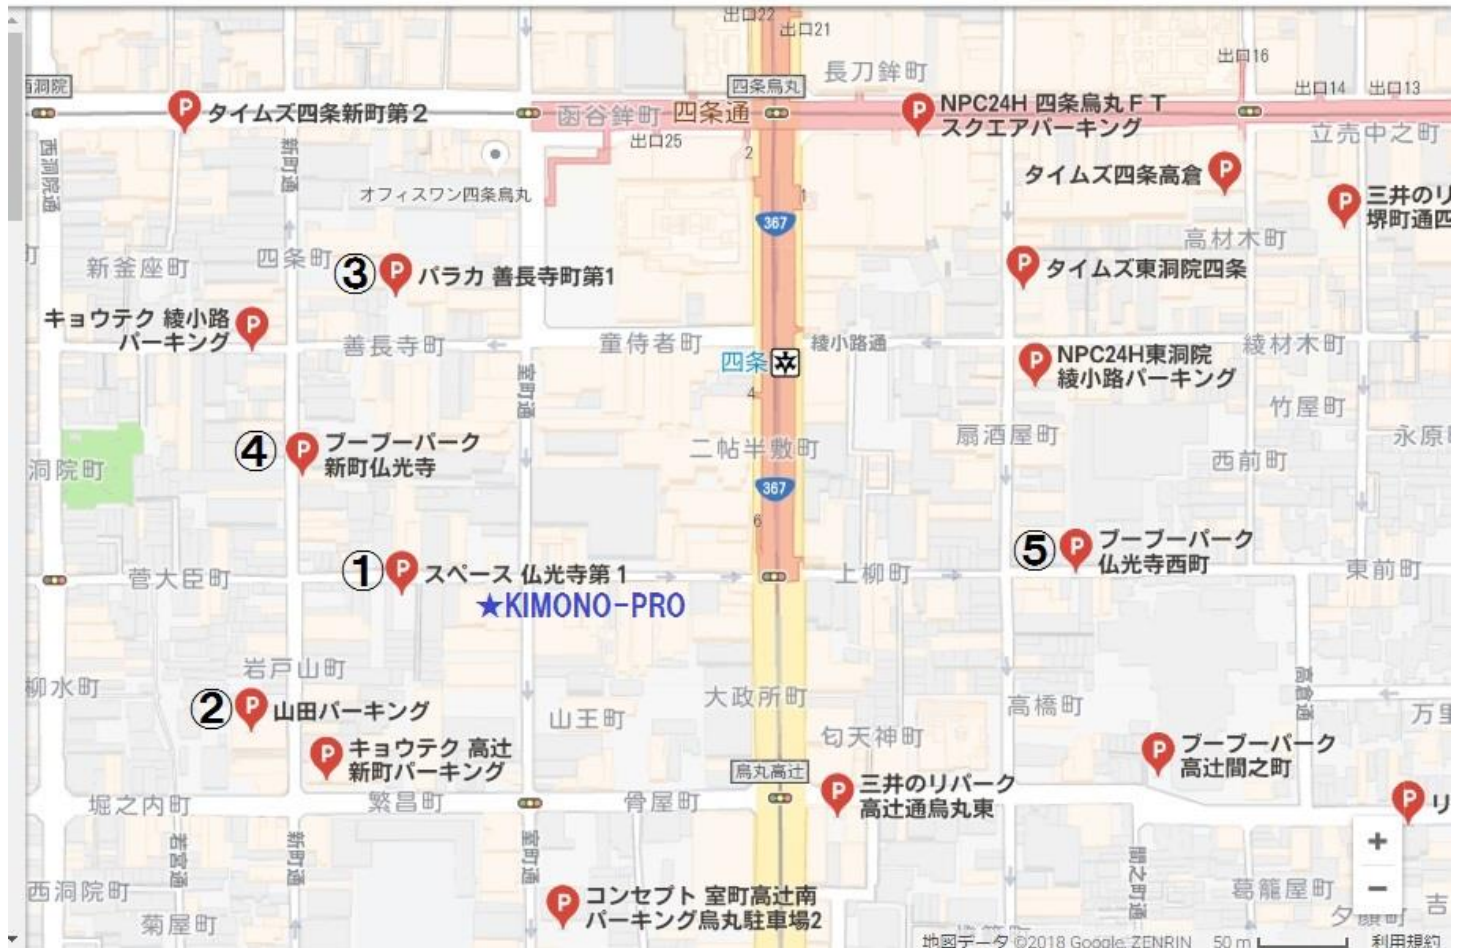 出口22
出口21
出口16
長刀鉾町
四条烏丸
出口14
出口13
タイムズ四条新町第2
函谷鉾町
四条通
NPC24H 四条烏丸FT
スクエアパーキング
立売中之町
出口25
2
西洞院通
新町通
オフィスワン四条烏丸
1
タイムズ四条高倉
三井のリ
堺町通四
367
高材木町
新釜座町
四条町
③
パラカ 善長寺町第1
タイムズ東洞院四条
キョウテク 綾小路
パーキング
善長寺町
童侍者町
綾小路通
綾材木町
四条
NPC24H東洞院
綾小路パーキング
室町通
4
竹屋町
④
ブーブーパーク
新町仏光寺
二帖半敷町
扇酒屋町
永原
西前町
洞院町
367
6
⑤
ブーブーパーク
仏光寺西町
菅大臣町
①
スペース 仏光寺第1
上柳町
東前町
★KIMONO-PRO
岩戸山町
柳水町
大政所町
高橋町
高倉通
②
山田パーキング
山王町
匂天神町
万里
キョウテク 高辻
新町パーキング
烏丸高辻
三井のリパーク
高辻通烏丸東
ブーブーパーク
高辻間之町
堀之内町
繁昌町
骨屋町
リ
+
若宮通
新町通
室町通
間之町通
−
西洞院町
コンセプト 室町高辻南
パーキング烏丸駐車場2
葛籠屋町
吉
菊屋町
夕顔町
地図データ ©2018 Google, ZENRIN
50 m
利用規約